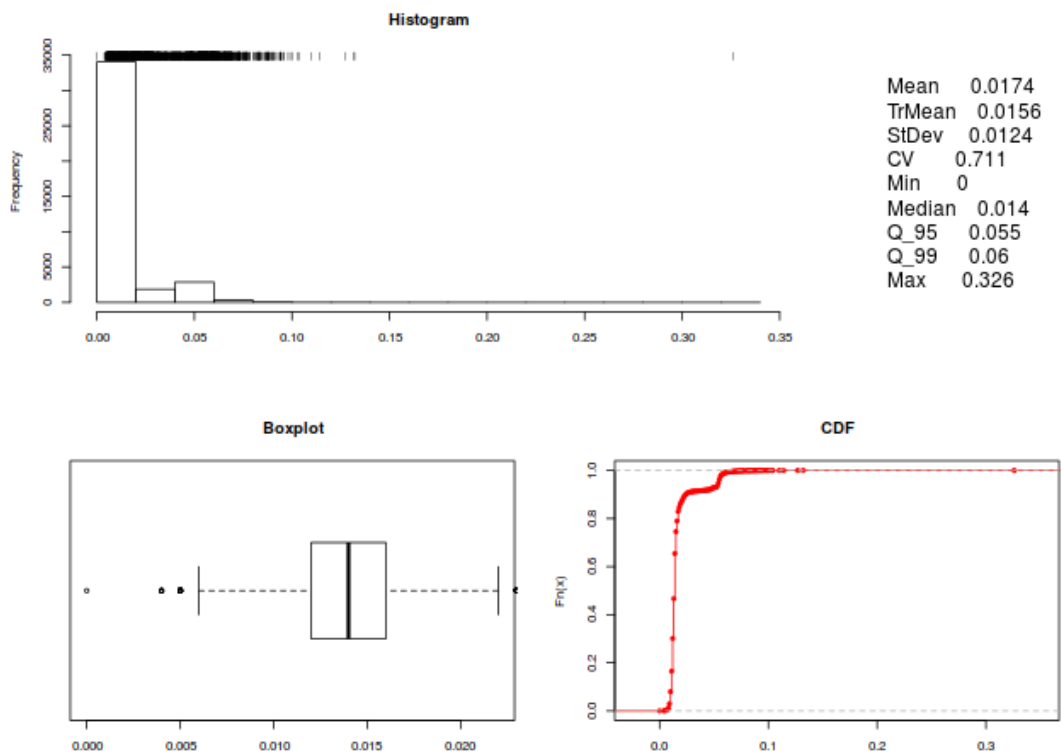 Histogram
Frequency
0 5000 15000 25000 35000
0.00 0.05 0.10 0.15 0.20 0.25 0.30 0.35
Mean 0.0174
TrMean 0.0156
StDev 0.0124
CV 0.711
Min 0
Median 0.014
Q_95 0.055
Q_99 0.06
Max 0.326
Boxplot
0.000 0.005 0.010 0.015 0.020
CDF
Fn(x)
0.0 0.2 0.4 0.6 0.8 1.0
0.0 0.1 0.2 0.3